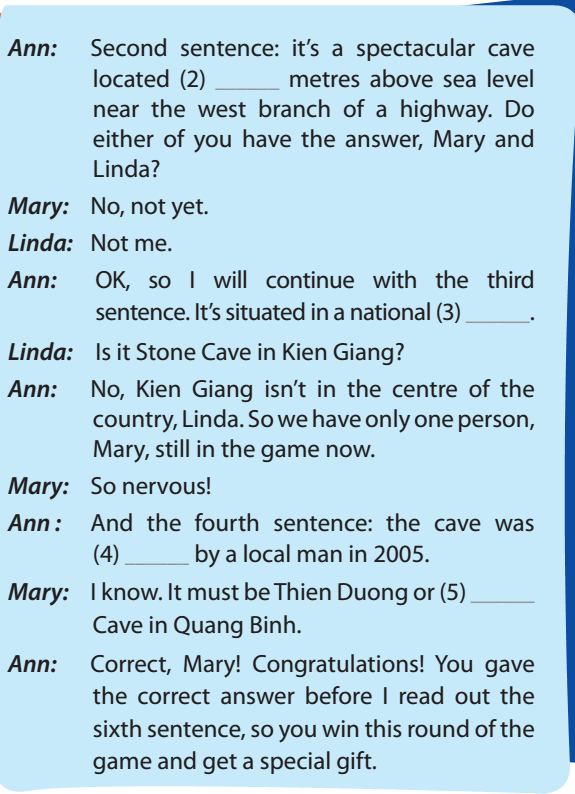 Ann: Second sentence: it's a spectacular cave
located (2) ______ metres above sea level
near the west branch of a highway. Do
either of you have the answer, Mary and
Linda?
Mary: No, not yet.
Linda: Not me.
Ann: OK, so I will continue with the third
sentence. It's situated in a national (3) ______.
Linda: Is it Stone Cave in Kien Giang?
Ann: No, Kien Giang isn't in the centre of the
country, Linda. So we have only one person,
Mary, still in the game now.
Mary: So nervous!
Ann : And the fourth sentence: the cave was
(4) ______ by a local man in 2005.
Mary: I know. It must be Thien Duong or (5) ______
Cave in Quang Binh.
Ann: Correct, Mary! Congratulations! You gave
the correct answer before I read out the
sixth sentence, so you win this round of the
game and get a special gift.